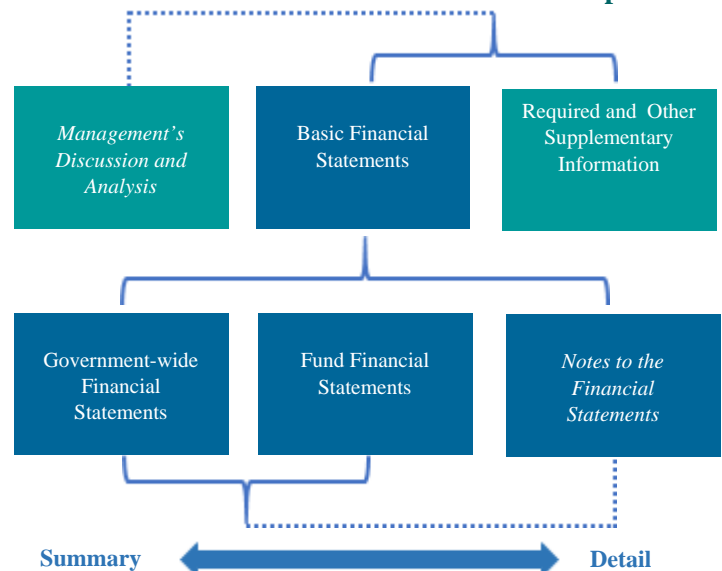 Management's
Discussion and
Analysis
Basic Financial
Statements
Required and Other
Supplementary
Information
Government-wide
Financial
Statements
Fund Financial
Statements
Notes to the
Financial
Statements
Summary
Detail